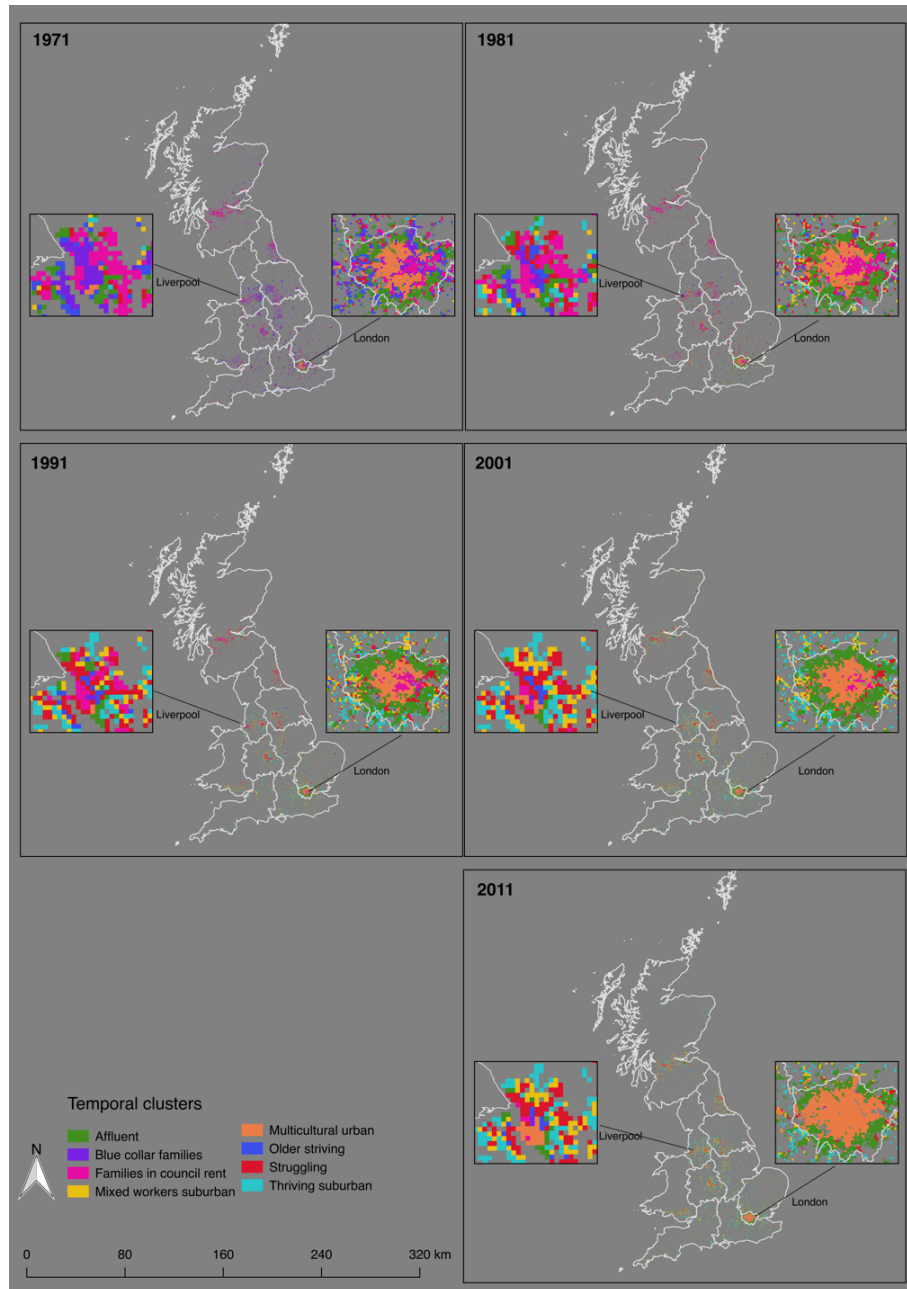 1971
Liverpool
London
1981
Liverpool
London
1991
Liverpool
London
2001
Liverpool
London
2011
Liverpool
London
Temporal clusters
Affluent
Blue collar families
Families in council rent
Mixed workers suburban
Multicultural urban
Older striving
Struggling
Thriving suburban
N
0 80 160 240 320 km